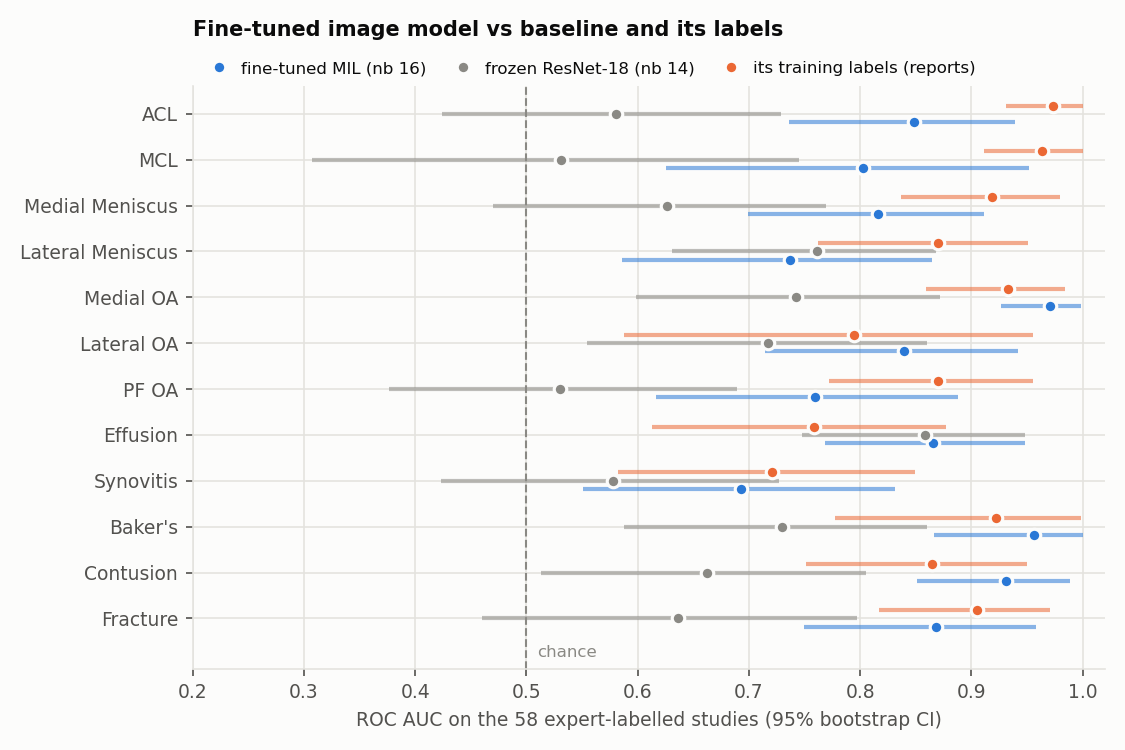 Fine-tuned image model vs baseline and its labels
fine-tuned MIL (nb 16) frozen ResNet-18 (nb 14) its training labels (reports)
ACL
MCL
Medial Meniscus
Lateral Meniscus
Medial OA
Lateral OA
PF OA
Effusion
Synovitis
Baker's
Contusion
Fracture
chance
0.2 0.3 0.4 0.5 0.6 0.7 0.8 0.9 1.0
ROC AUC on the 58 expert-labelled studies (95% bootstrap CI)